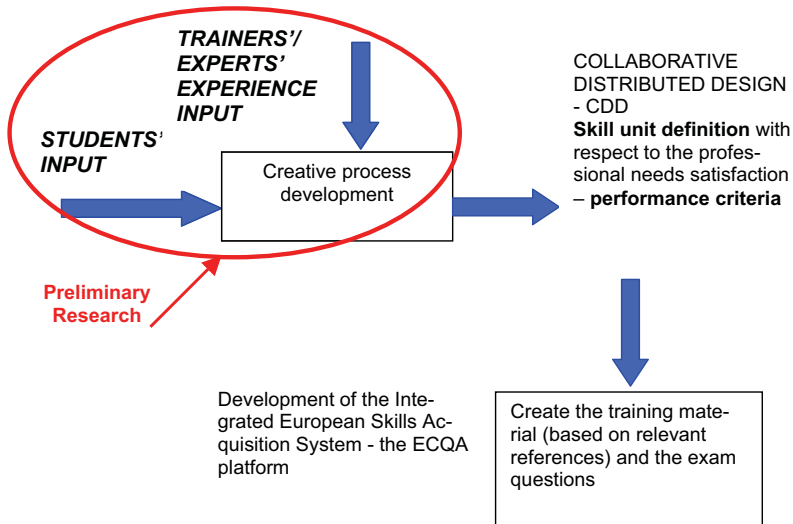 TRAINERS'/
EXPERTS'
EXPERIENCE
INPUT
STUDENTS'
INPUT
Creative process
development
COLLABORATIVE
DISTRIBUTED DESIGN
- CDD
Skill unit definition with
respect to the profes-
sional needs satisfaction
– performance criteria
Preliminary
Research
Development of the Inte-
grated European Skills Ac-
quisition System - the ECQA
platform
Create the training mate-
rial (based on relevant
references) and the exam
questions